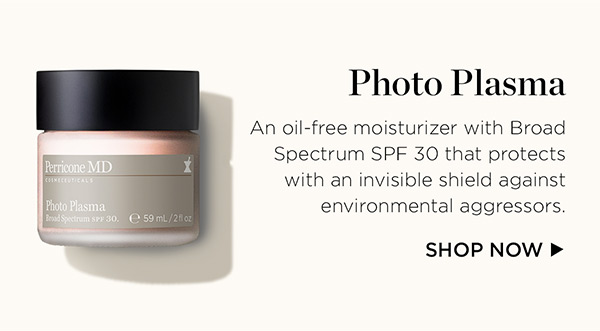 Perricone MD
COSMECEUTICALS
Photo Plasma
Broad Spectrum SPF 30. ℮ 59 mL / 2 fl oz
Photo Plasma
An oil-free moisturizer with Broad
Spectrum SPF 30 that protects
with an invisible shield against
environmental aggressors.
SHOP NOW ▶